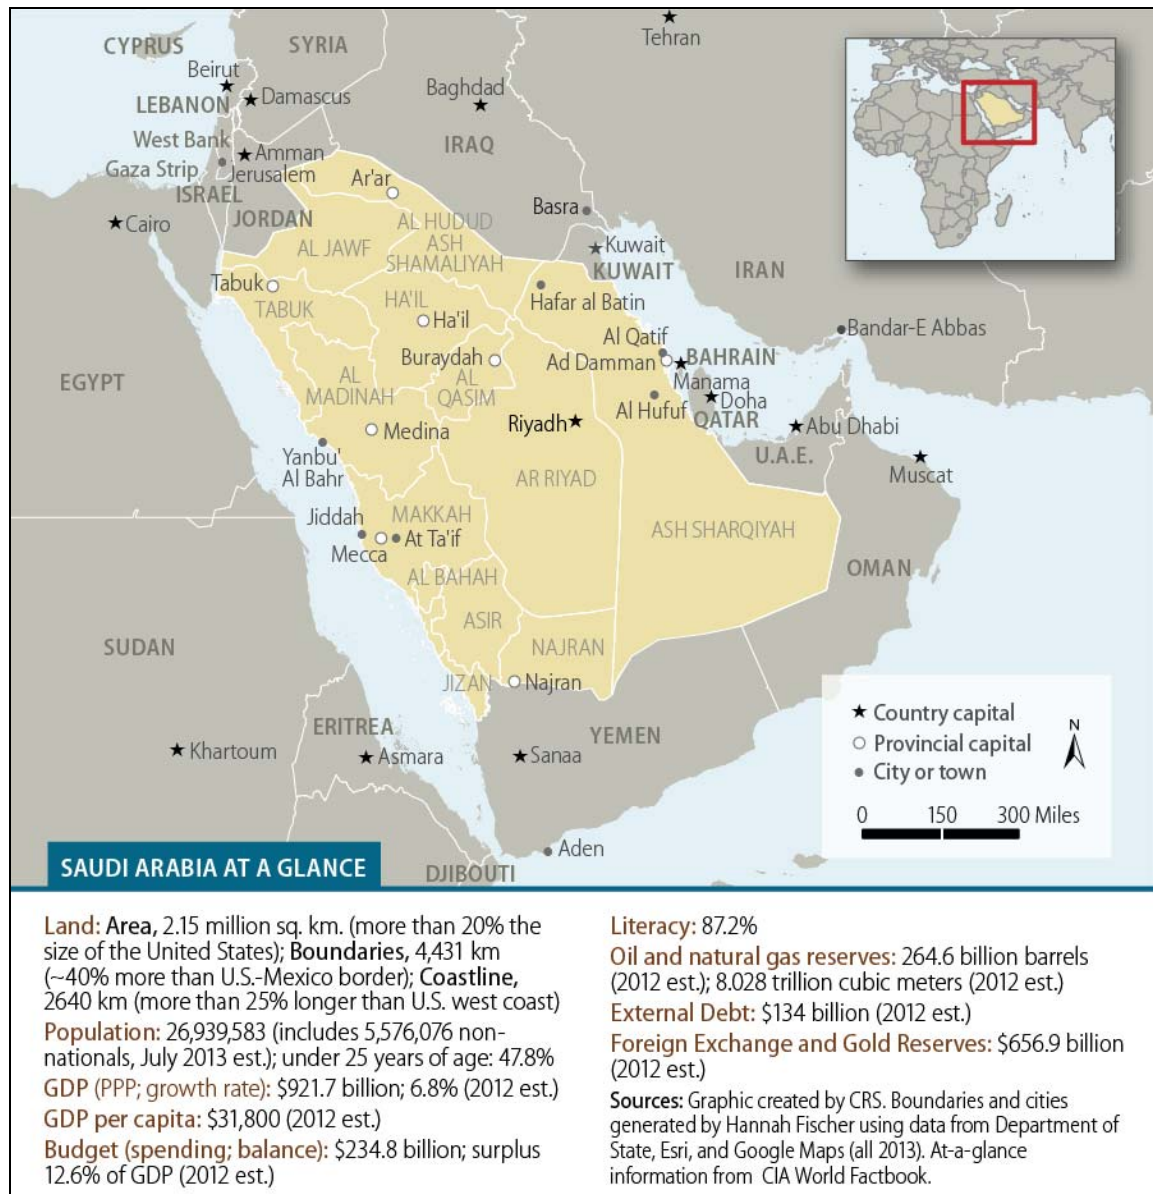 CYPRUS
SYRIA
Tehran
Beirut
Baghdad
LEBANON
Damascus
West Bank
IRAQ
Amman
Gaza Strip
Jerusalem
Ar'ar
ISRAEL
Basra
Cairo
JORDAN
AL HUDUD
ASH
SHAMALIYAH
AL JAWF
Kuwait
KUWAIT
IRAN
Tabuk
TABUK
HA'IL
Ha'il
Hafar al Batin
Bandar-E Abbas
Al Qatif
Buraydah
Ad Damman
BAHRAIN
EGYPT
AL
MADINAH
AL
QASIM
Manama
Doha
Al Hufuf
QATAR
Riyadh
Medina
Abu Dhabi
U.A.E.
Yanbu'
Al Bahr
AR RIYAD
Muscat
Jiddah
MAKKAH
ASH SHARQIYAH
Mecca
At Ta'if
AL BAHAH
OMAN
ASIR
SUDAN
NAJRAN
JIZAN
Najran
ERITREA
YEMEN
Khartoum
Asmara
Sanaa
Aden
DJIBOUTI
Country capital
Provincial capital
City or town
N
0 150 300 Miles
SAUDI ARABIA AT A GLANCE
Land: Area, 2.15 million sq. km. (more than 20% the
size of the United States); Boundaries, 4,431 km
(~40% more than U.S.-Mexico border); Coastline,
2640 km (more than 25% longer than U.S. west coast)
Population: 26,939,583 (includes 5,576,076 non-
nationals, July 2013 est.); under 25 years of age: 47.8%
GDP (PPP; growth rate): $921.7 billion; 6.8% (2012 est.)
GDP per capita: $31,800 (2012 est.)
Budget (spending; balance): $234.8 billion; surplus
12.6% of GDP (2012 est.)
Literacy: 87.2%
Oil and natural gas reserves: 264.6 billion barrels
(2012 est.); 8.028 trillion cubic meters (2012 est.)
External Debt: $134 billion (2012 est.)
Foreign Exchange and Gold Reserves: $656.9 billion
(2012 est.)
Sources: Graphic created by CRS. Boundaries and cities
generated by Hannah Fischer using data from Department of
State, Esri, and Google Maps (all 2013). At-a-glance
information from CIA World Factbook.